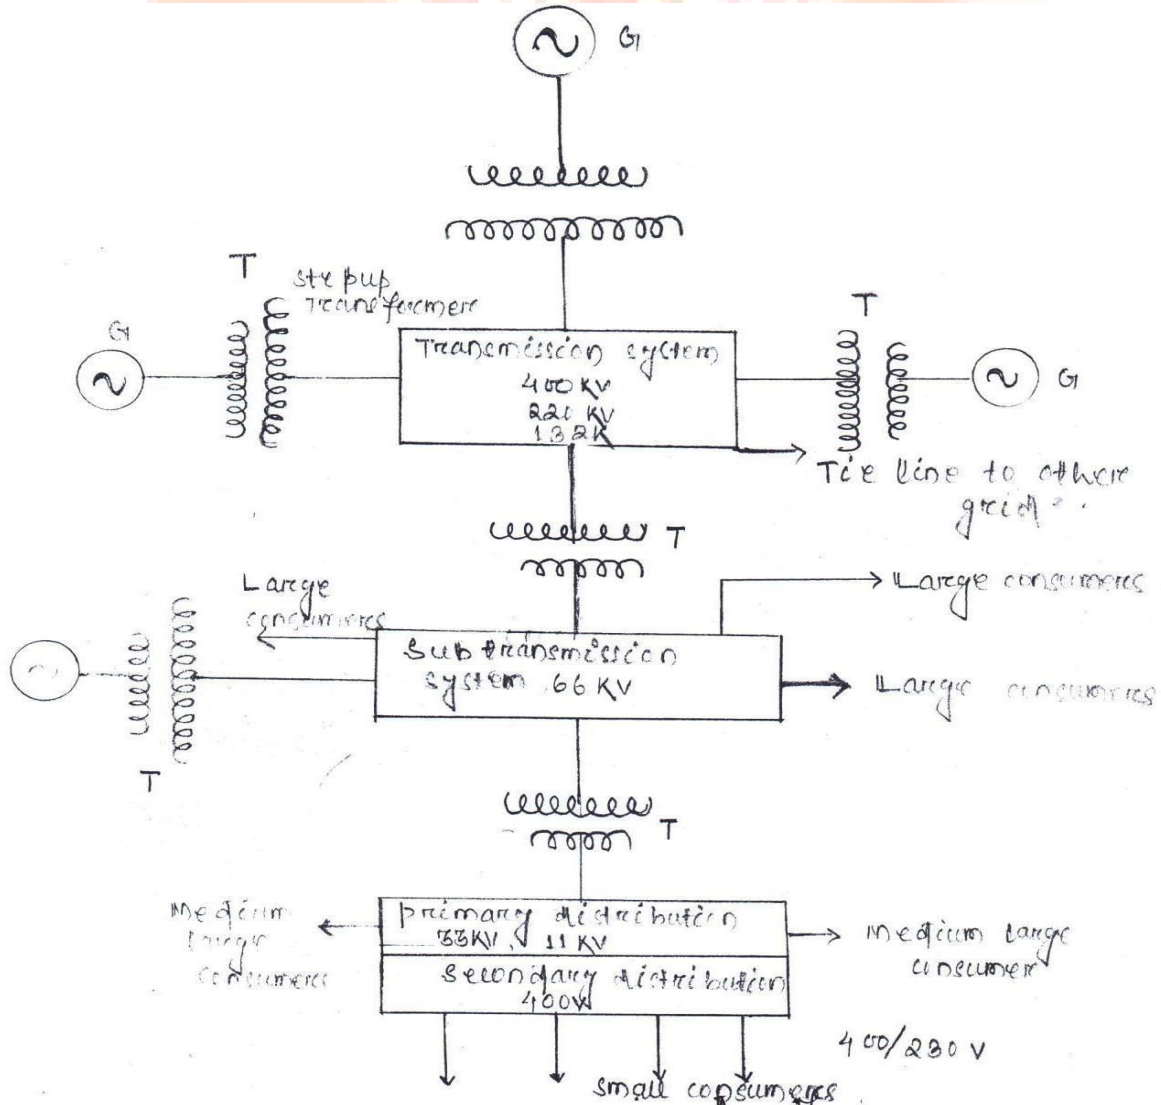 G
T
step up
Transformer
G
Transmission system
400 KV
220 KV
132K
T
G
Tie line to other
grid
T
Large
consumers
Large consumers
Sub transmission
system 66 KV
Large consumers
T
T
Medium
large
consumers
primary distribution
33KV, 11 KV
Medium large
consumer
Secondary distribution
400V
400/230 V
small consumers